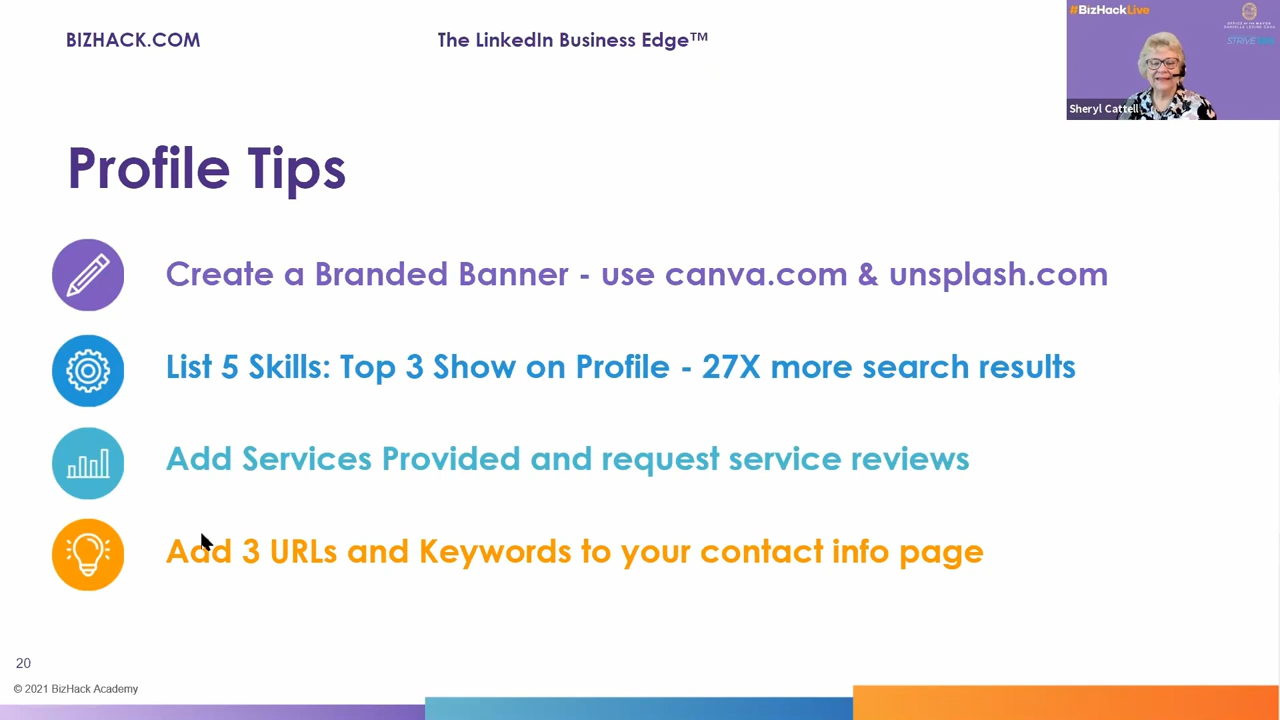 BIZHACK.COM
The LinkedIn Business Edge™
#BizHackLive
STRIVE
Sheryl Cattell
Profile Tips
Create a Branded Banner - use canva.com & unsplash.com
List 5 Skills: Top 3 Show on Profile - 27X more search results
Add Services Provided and request service reviews
Add 3 URLs and Keywords to your contact info page
20
© 2021 BizHack Academy